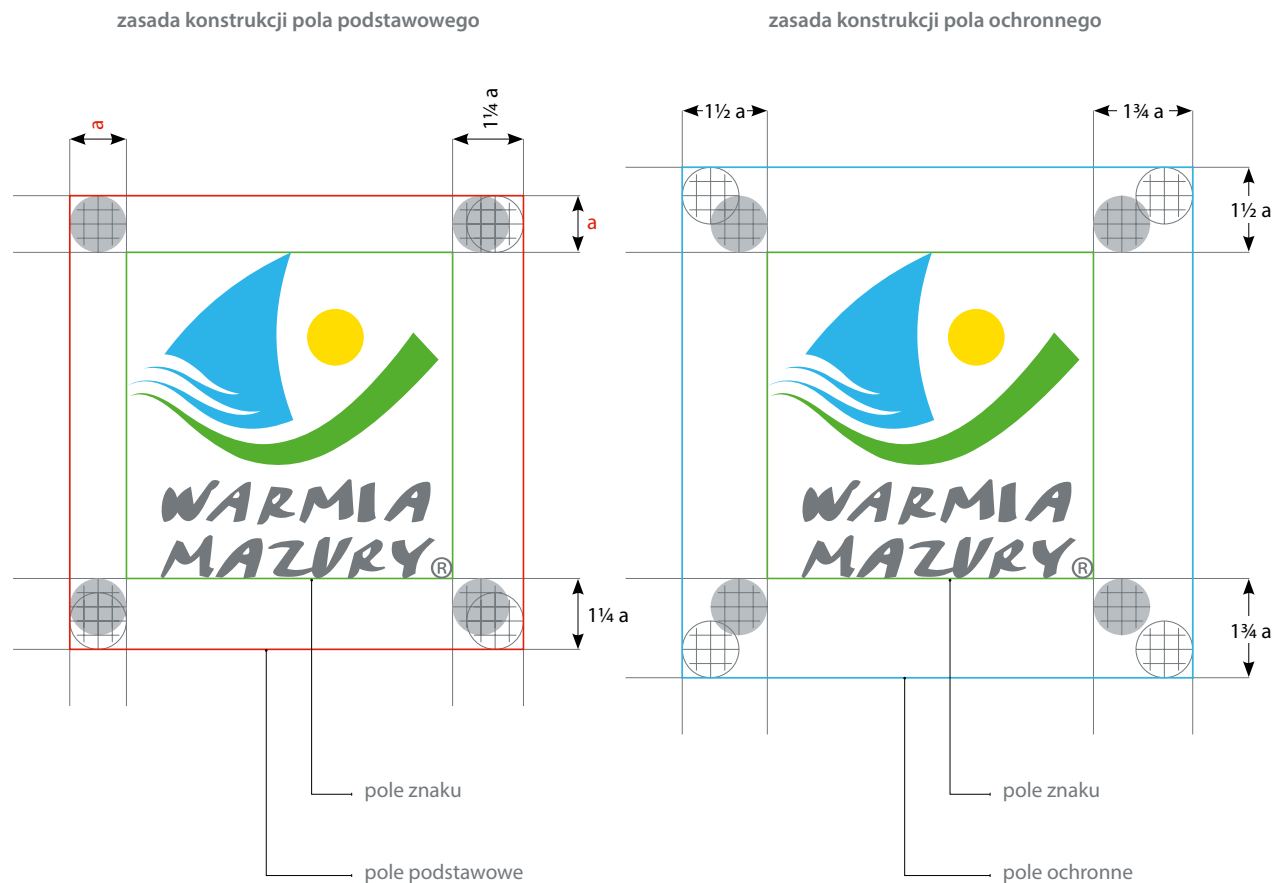 zasada konstrukcji pola podstawowego
a
1¼ a
a
WARMIA
MAZURY®
1¼ a
pole znaku
pole podstawowe
zasada konstrukcji pola ochronnego
1½ a
1¾ a
1½ a
WARMIA
MAZURY®
1¾ a
pole znaku
pole ochronne